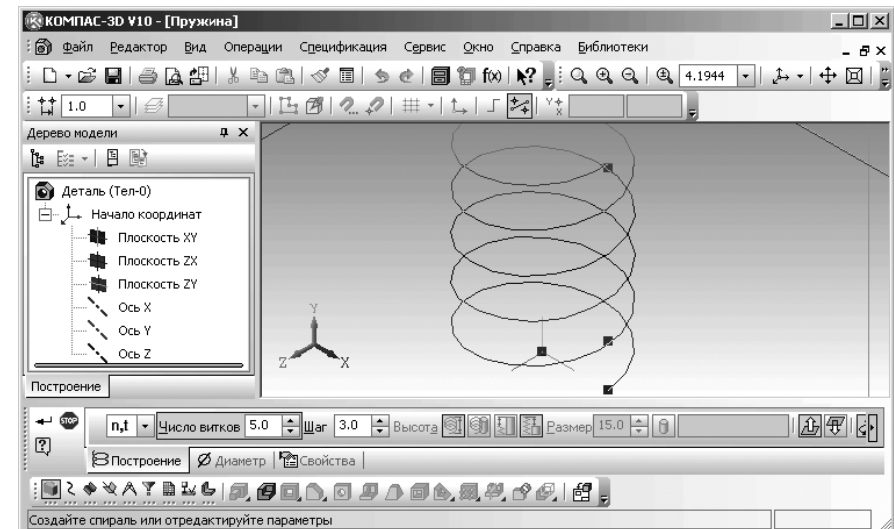 КОМПАС-3D V10 - [Пружина]
Файл Редактор Вид Операции Спецификация Сервис Окно Справка Библиотеки
f(x) 4.1944
1.0
Дерево модели
Деталь (Тел-0)
Начало координат
Плоскость XY
Плоскость ZX
Плоскость ZY
Ось X
Ось Y
Ось Z
Y
Z X
Построение
STOP n,t Число витков 5.0 Шаг 3.0 Высота Размер 15.0
Построение Диаметр Свойства
Создайте спираль или отредактируйте параметры